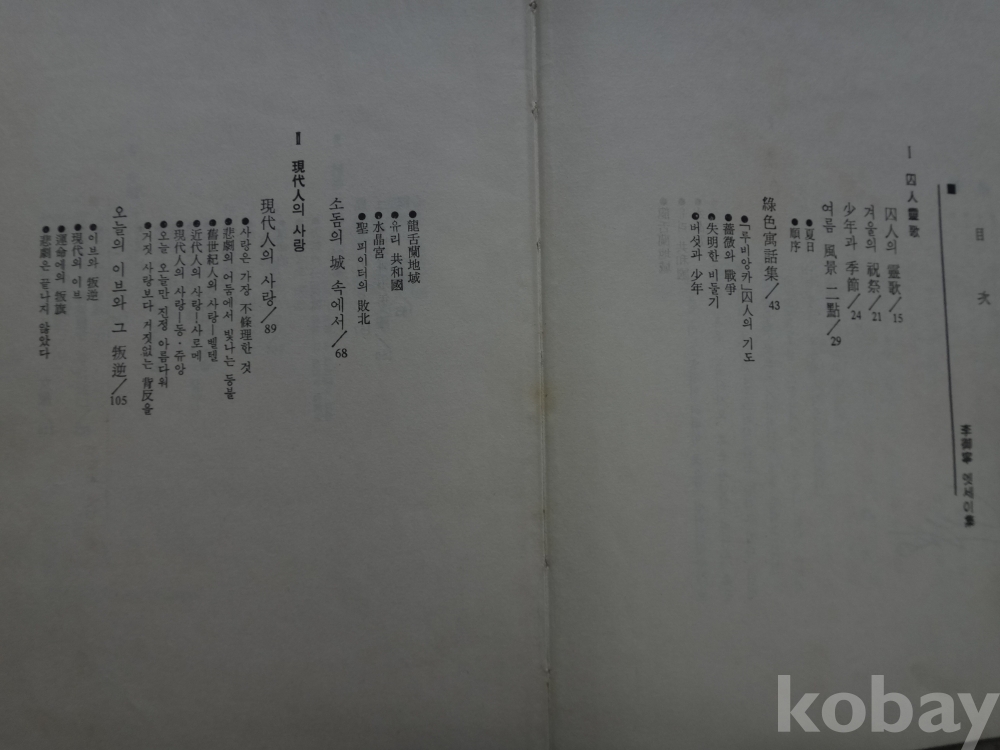 目次
李御寧 엣세이集
I 囚人靈歌
囚人의 靈歌/15
겨울의 祝祭/21
少年과 季節/24
여름 風景 二點/29
●夏日
●順序
綠色寓話集/43
●「루비앙카」囚人의 기도
●薔薇와 戰爭
●失明한 비둘기
●버섯과 少年
●龍舌蘭地域
●유리 共和國
●水晶宮
●聖 피이터의 敗北
소돔의 城 속에서/68
Ⅱ 現代人의 사랑
現代人의 사랑/89
●사랑은 가장 不條理한 것
●悲劇의 어둠에서 빛나는 등불
●舊世紀人의 사랑—헬렌
●近代人의 사랑—샤로메
●現代人의 사랑—동·쥬앙
●오늘 오늘만 진정 아름다워
●거짓 사랑보다 거짓없는 背反을
오늘의 이브와 그 叛逆/105
●이브와 叛逆
●現代의 이브
●運命에의 叛旗
●悲劇은 끝나지 않았다
kobay